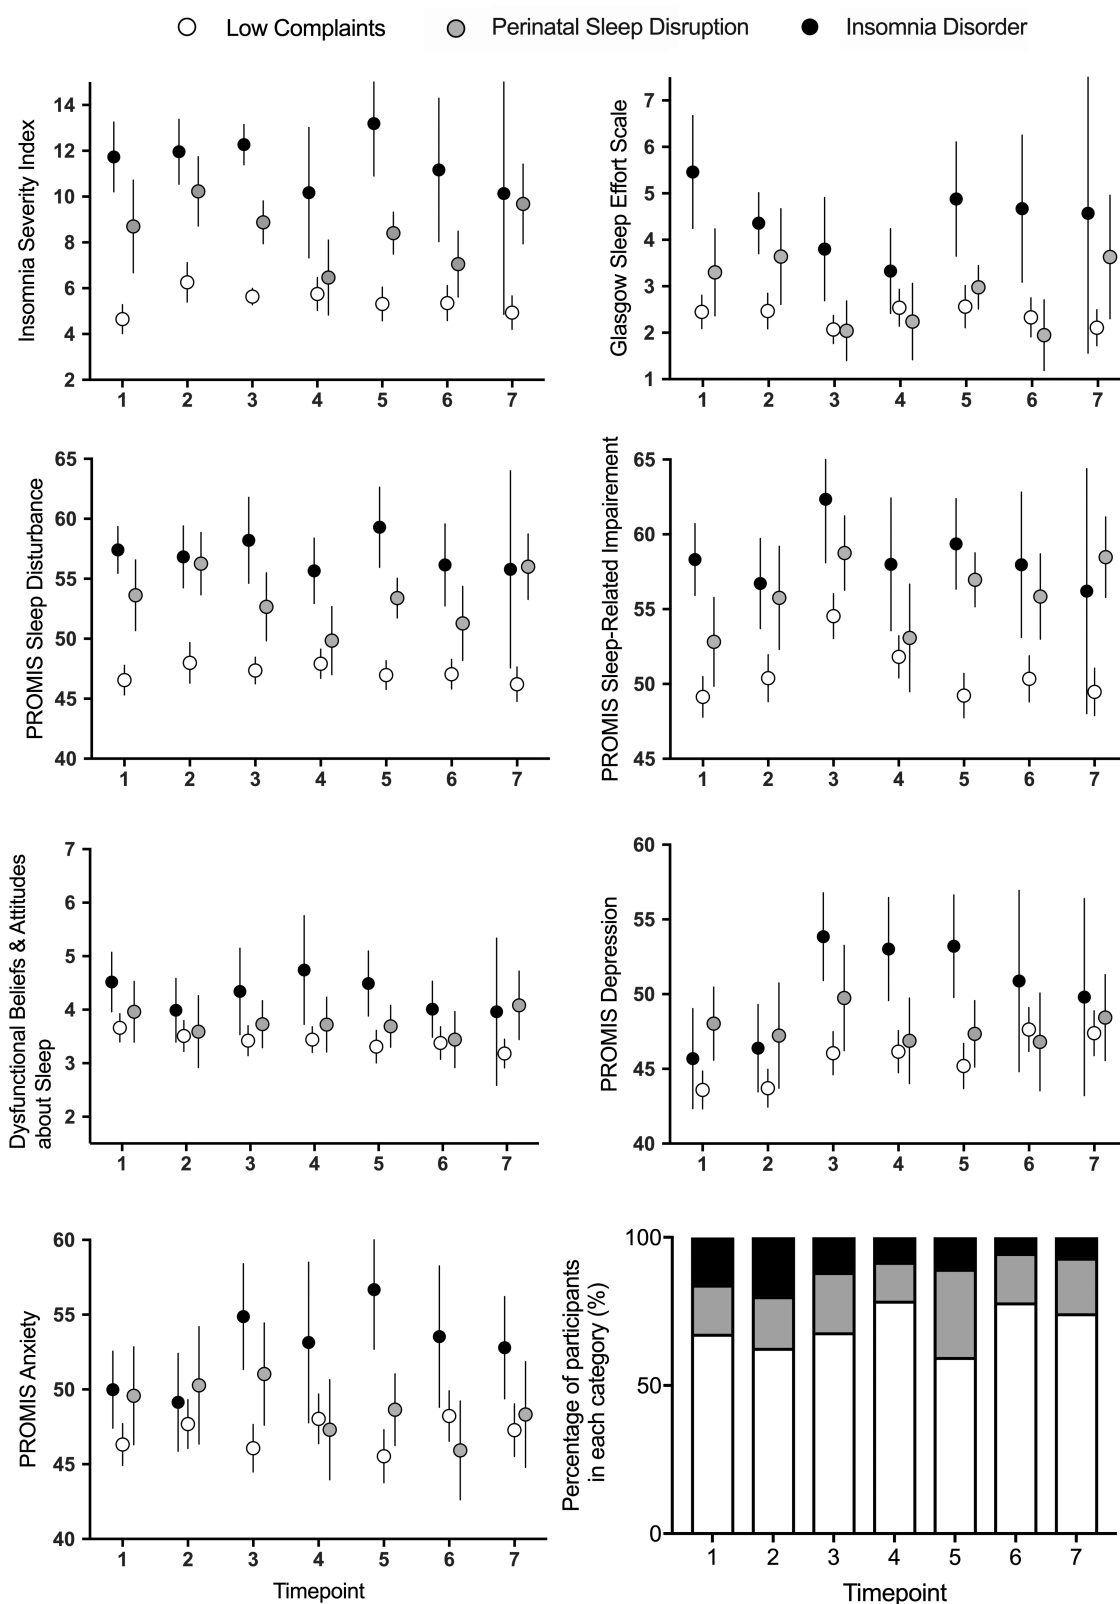 Low Complaints Perinatal Sleep Disruption Insomnia Disorder
Insomnia Severity Index
14
12
10
8
6
4
2
1 2 3 4 5 6 7
Glasgow Sleep Effort Scale
7
6
5
4
3
2
1
1 2 3 4 5 6 7
PROMIS Sleep Disturbance
65
60
55
50
45
40
1 2 3 4 5 6 7
PROMIS Sleep-Related Impairement
65
60
55
50
45
1 2 3 4 5 6 7
Dysfunctional Beliefs & Attitudes
about Sleep
7
6
5
4
3
2
1 2 3 4 5 6 7
PROMIS Depression
60
55
50
45
40
1 2 3 4 5 6 7
PROMIS Anxiety
60
55
50
45
40
1 2 3 4 5 6 7
Timepoint
Percentage of participants
in each category (%)
100
50
0
1 2 3 4 5 6 7
Timepoint